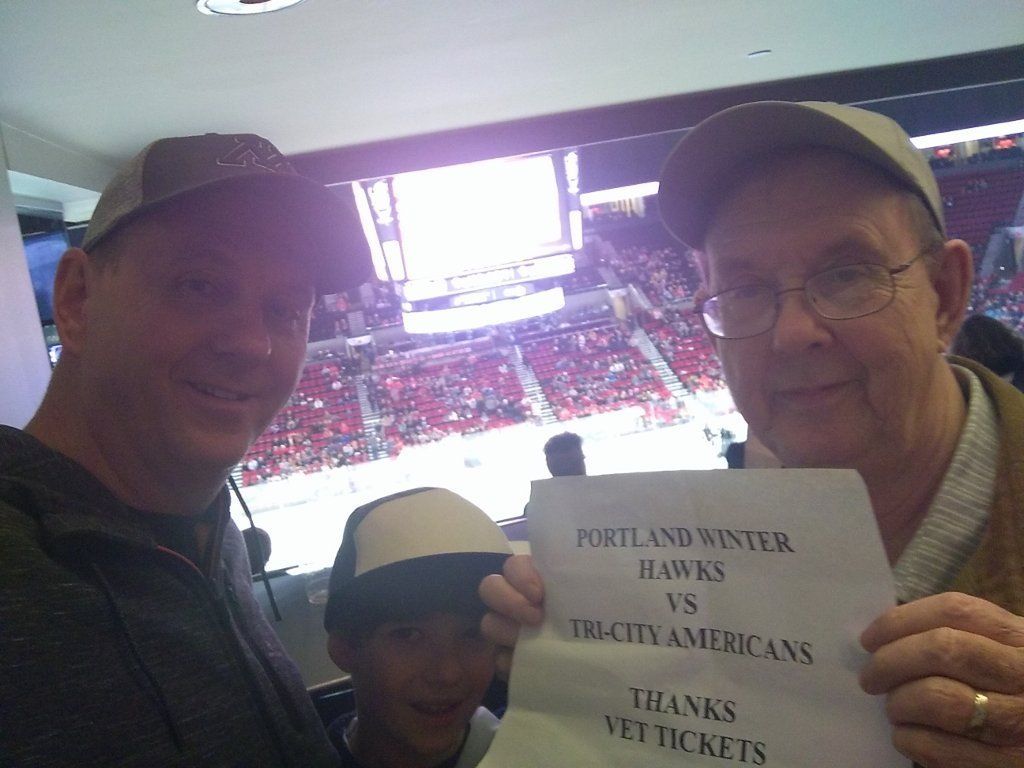 PORTLAND WINTER
HAWKS
VS
TRI-CITY AMERICANS
THANKS
VET TICKETS